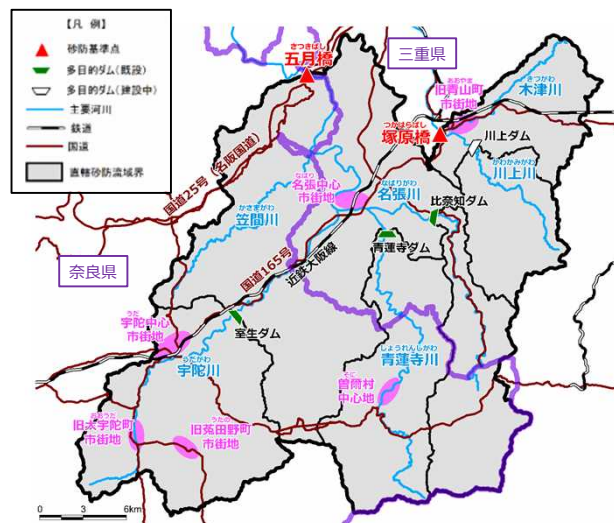 【凡 例】
砂防基準点
多目的ダム(既設)
多目的ダム(建設中)
主要河川
鉄道
国道
直轄砂防流域界
さつきばし
五月橋
三重県
おおやま
旧青山町
市街地
きづがわ
木津川
つかはらばし
塚原橋
川上ダム
かわかみがわ
川上川
国道25号(名阪国道)
なばり
名張中心
市街地
なばりがわ
名張川
比奈知ダム
かさまがわ
笠間川
青蓮寺ダム
奈良県
国道165号
近鉄大阪線
うだ
宇陀中心
市街地
室生ダム
うだがわ
宇陀川
しょうれんじがわ
青蓮寺川
そに
曽爾村
中心地
おおうだ
旧大宇陀町
市街地
うたの
旧菟田野町
市街地
0 3 6km